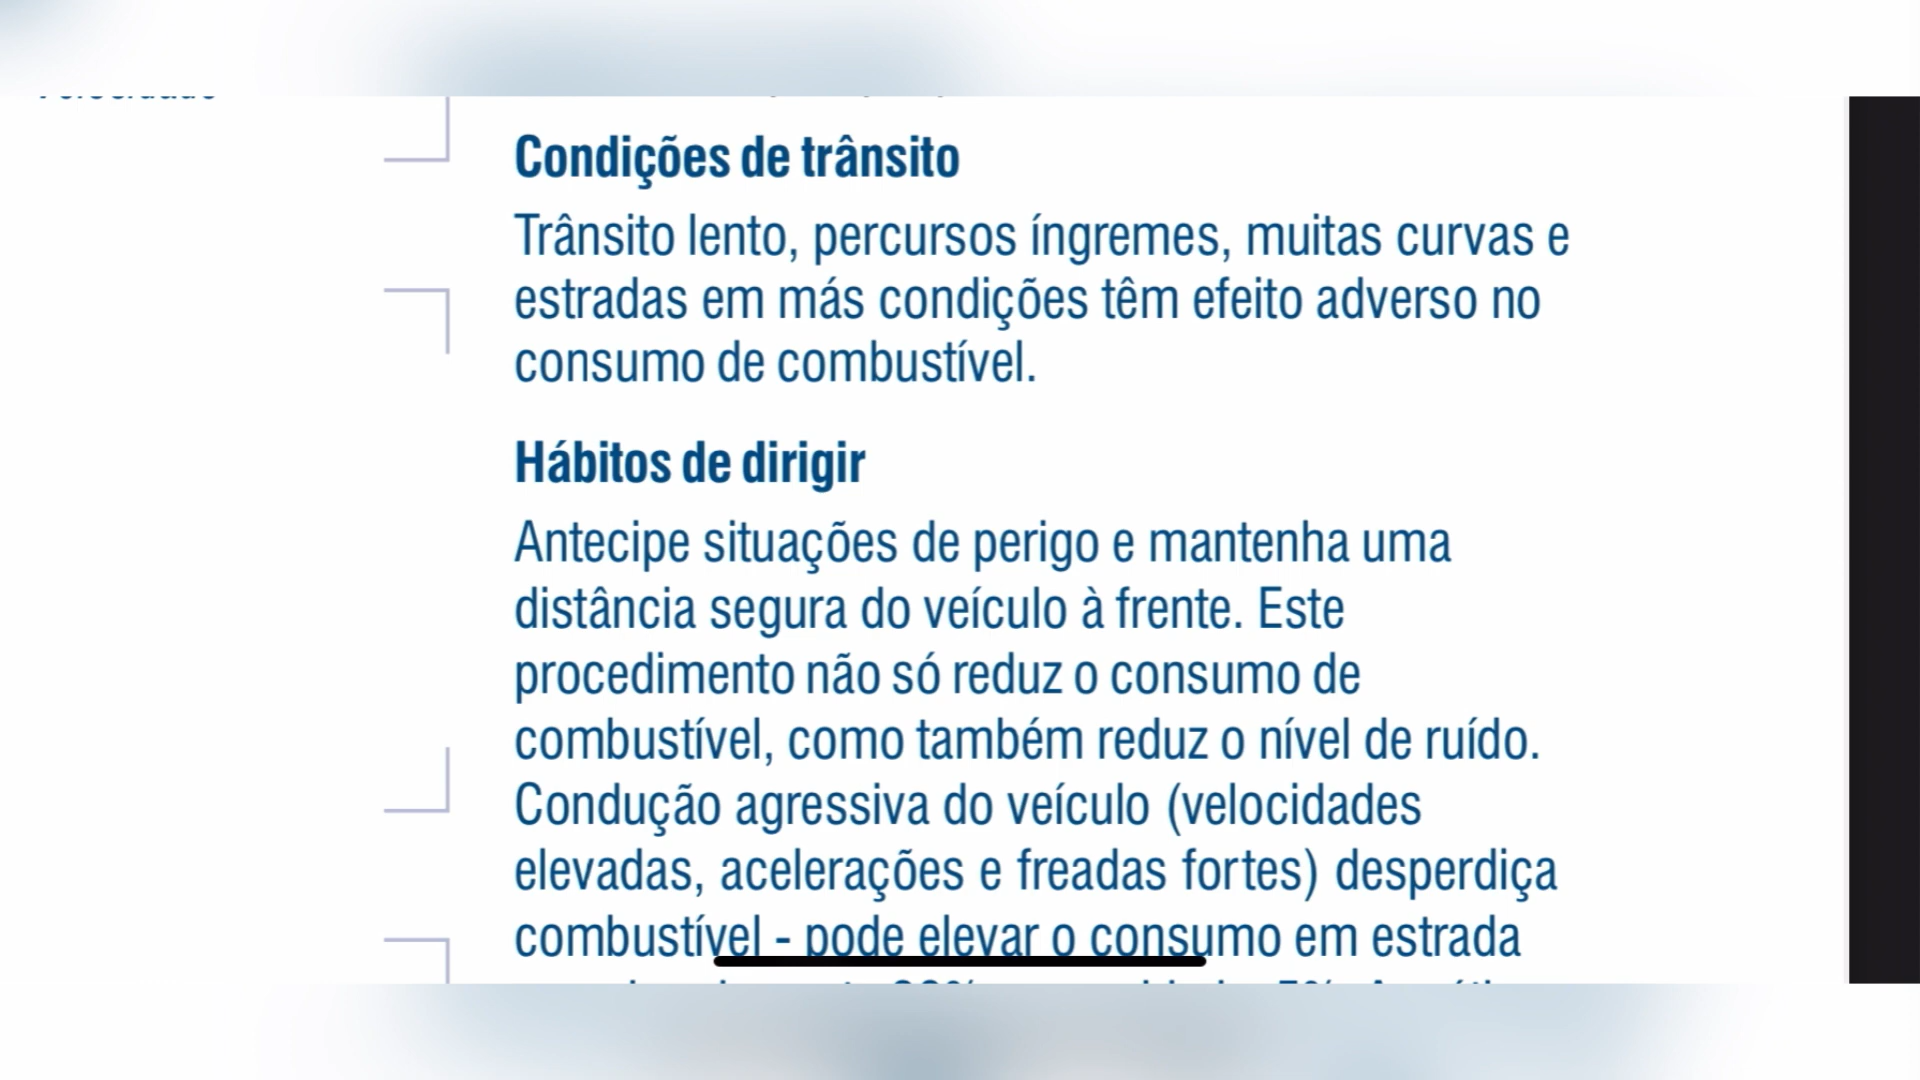 Condições de trânsito
Trânsito lento, percursos íngremes, muitas curvas e
estradas em más condições têm efeito adverso no
consumo de combustível.
Hábitos de dirigir
Antecipe situações de perigo e mantenha uma
distância segura do veículo à frente. Este
procedimento não só reduz o consumo de
combustível, como também reduz o nível de ruído.
Condução agressiva do veículo (velocidades
elevadas, acelerações e freadas fortes) desperdiça
combustível - pode elevar o consumo em estrada